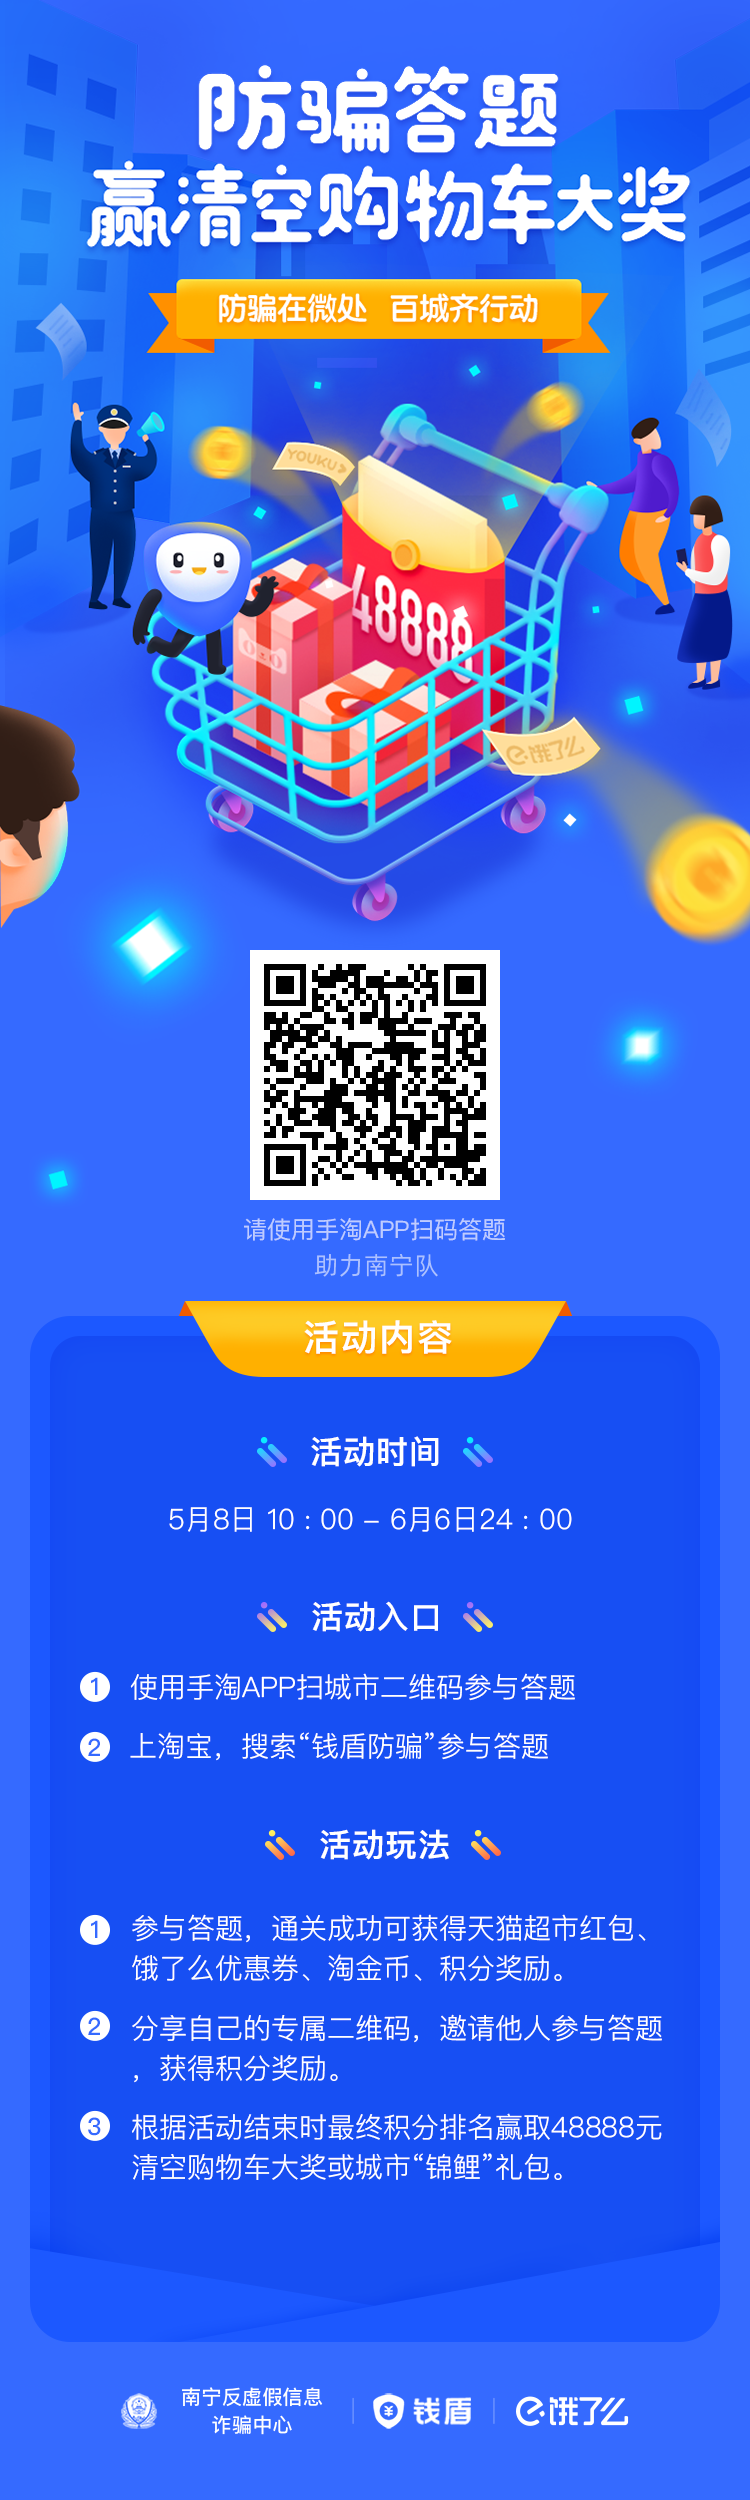 防骗答题
赢清空购物车大奖
防骗在微处 百城齐行动
YOUKU
48888
饿了么
请使用手淘APP扫码答题
助力南宁队
活动内容
活动时间
5月8日 10：00 – 6月6日24：00
活动入口
1 使用手淘APP扫城市二维码参与答题
2 上淘宝，搜索“钱盾防骗”参与答题
活动玩法
1 参与答题，通关成功可获得天猫超市红包、
饿了么优惠券、淘金币、积分奖励。
2 分享自己的专属二维码，邀请他人参与答题
，获得积分奖励。
3 根据活动结束时最终积分排名赢取48888元
清空购物车大奖或城市“锦鲤”礼包。
南宁反虚假信息
诈骗中心
钱盾
饿了么